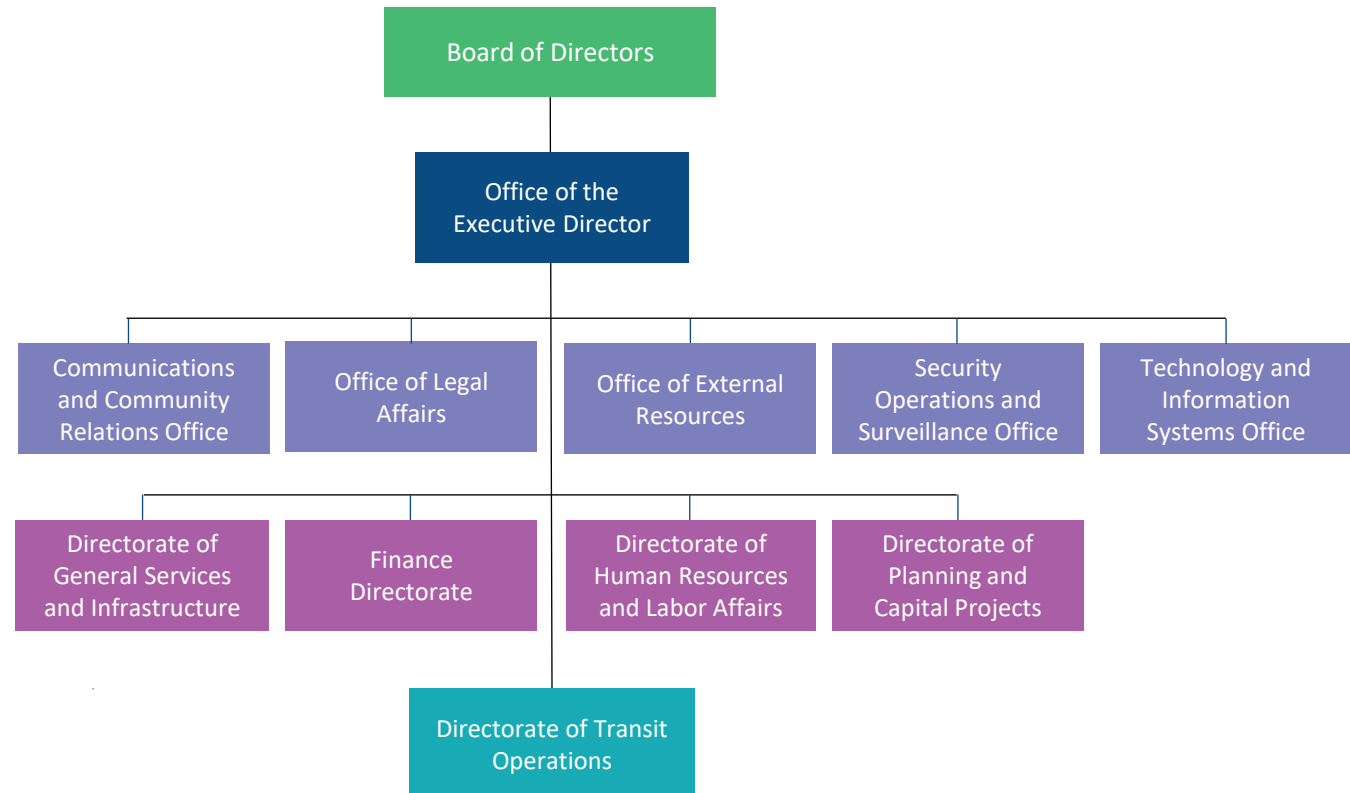 Board of Directors
Office of the
Executive Director
Communications
and Community
Relations Office
Office of Legal
Affairs
Office of External
Resources
Security
Operations and
Surveillance Office
Technology and
Information
Systems Office
Directorate of
General Services
and Infrastructure
Finance
Directorate
Directorate of
Human Resources
and Labor Affairs
Directorate of
Planning and
Capital Projects
Directorate of Transit
Operations